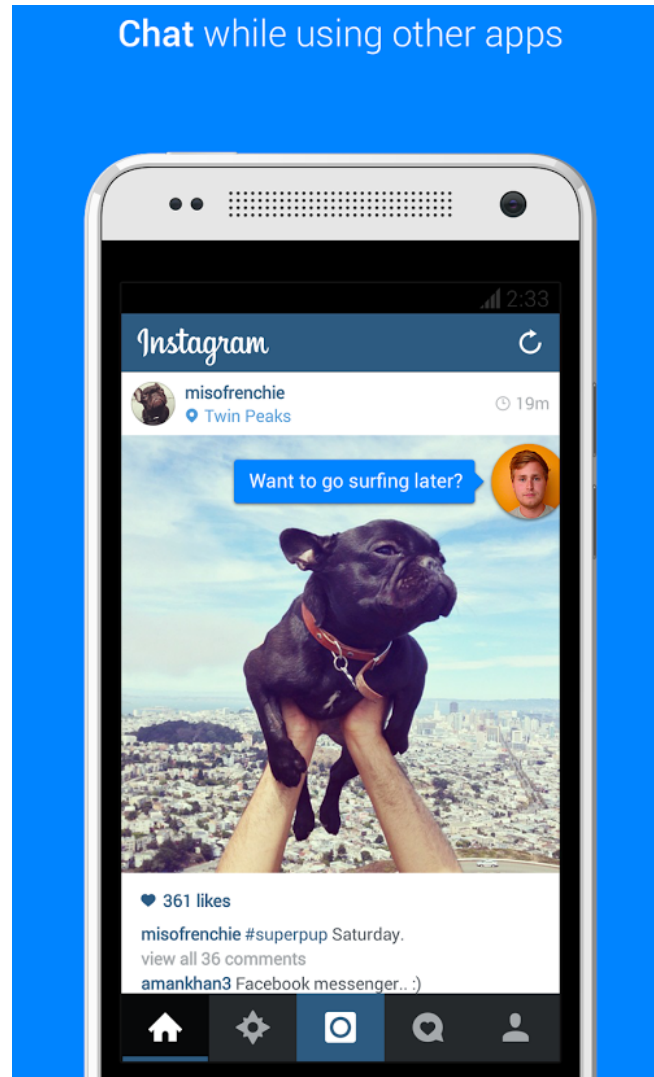 Chat while using other apps
2:33
Instagram
misofrenchie
19m
Twin Peaks
Want to go surfing later?
361 likes
misofrenchie #superpup Saturday.
view all 36 comments
amankhan3 Facebook messenger.. :)